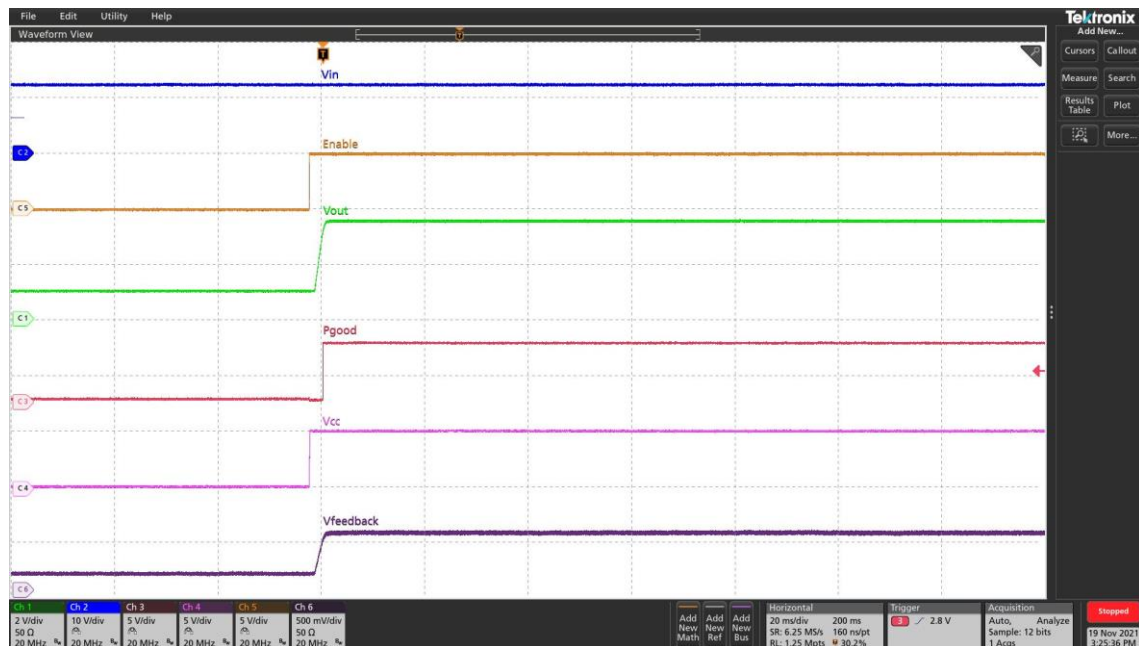 File Edit Utility Help
Tektronix
Waveform View
Add New...
Cursors Callout
Measure Search
Results Table Plot
More...
T
T
Vin
C2
Enable
C5
Vout
C1
Pgood
C3
Vcc
C4
Vfeedback
C6
Ch 1 Ch 2 Ch 3 Ch 4 Ch 5 Ch 6
2 V/div 10 V/div 5 V/div 5 V/div 5 V/div 500 mV/div
50 Ω 50 Ω
20 MHz 20 MHz 20 MHz 20 MHz 20 MHz 20 MHz
Add New Math Add New Ref Add New Bus
Horizontal
20 ms/div 200 ms
SR: 6.25 MS/s 160 ns/pt
RL: 1.25 Mpts 30.2%
Trigger
3 2.8 V
Acquisition
Auto, Analyze
Sample: 12 bits
1 Acqs
Stopped
19 Nov 2021
3:25:36 PM